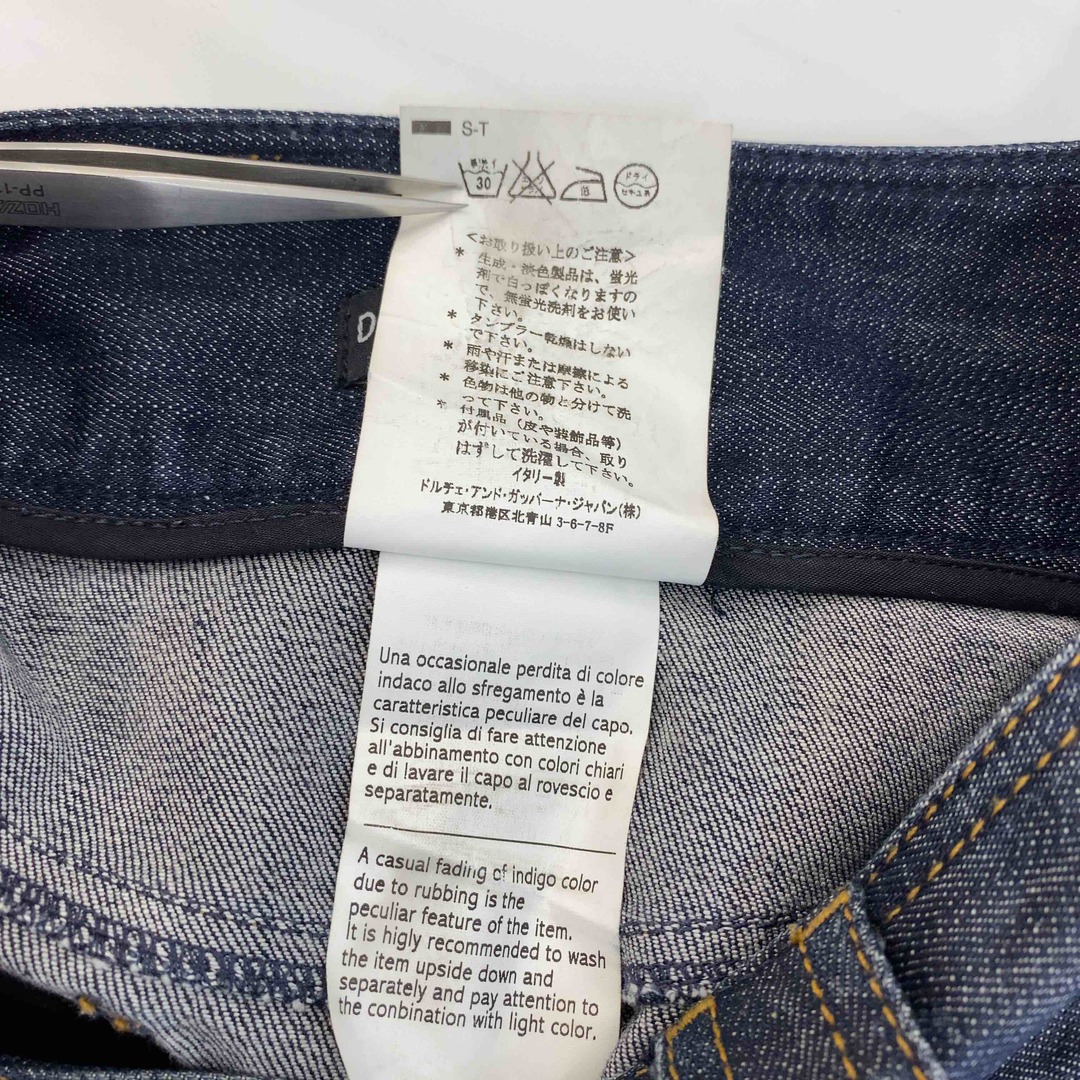 S-T
30
低
ドライ
<お取り扱い上のご注意>
* 生成・淡色製品は、蛍光
剤で白っぽくなりますの
で、無蛍光洗剤をお使い
下さい。
* タンブラー乾燥はしない
で下さい。
* 雨や汗または摩擦による
移染にご注意下さい。
* 色物は他の物と分けて洗
って下さい。
* 付属品（皮や装飾品等）
が付いている場合、取り
はずして洗濯して下さい。
イタリー製
ドルチェ・アンド・ガッバーナ・ジャパン(株)
東京都港区北青山 3-6-7-8F
D
Una occasionale perdita di colore
indaco allo sfregamento è la
caratteristica peculiare del capo.
Si consiglia di fare attenzione
all'abbinamento con colori chiari
e di lavare il capo al rovescio e
separatamente.
A casual fading of indigo color
due to rubbing is the
peculiar feature of the item.
It is higly recommended to wash
the item upside down and
separately and pay attention to
the conbination with light color.